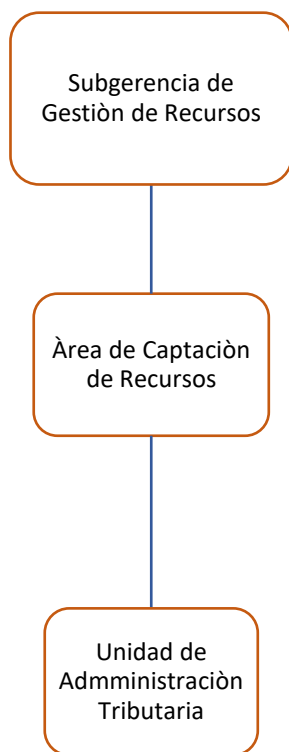 Subgerencia de
Gestiòn de Recursos
Àrea de Captaciòn
de Recursos
Unidad de
Admministraciòn
Tributaria